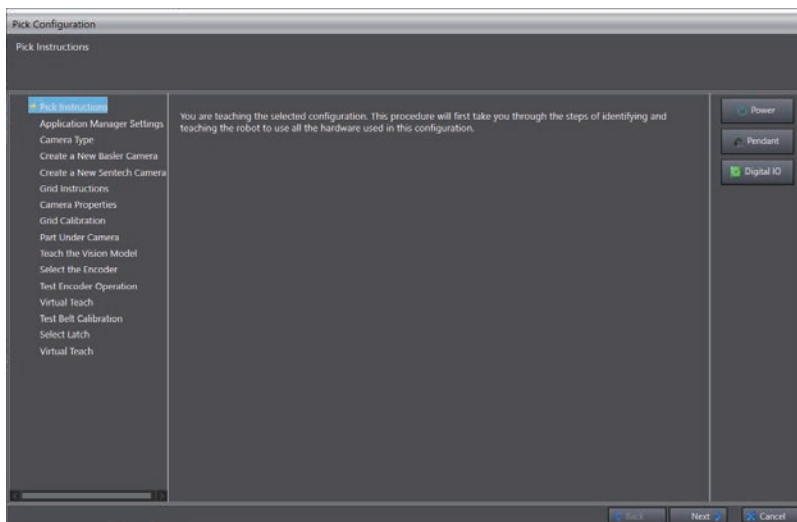 Pick Configuration
Pick Instructions
Pick Instructions
Application Manager Settings
Camera Type
Create a New Basler Camera
Create a New Sentech Camera
Grid Instructions
Camera Properties
Grid Calibration
Part Under Camera
Teach the Vision Model
Select the Encoder
Test Encoder Operation
Virtual Teach
Test Belt Calibration
Select Latch
Virtual Teach
You are teaching the selected configuration. This procedure will first take you through the steps of identifying and
teaching the robot to use all the hardware used in this configuration.
Power
Pendant
Digital IO
Back
Next
Cancel